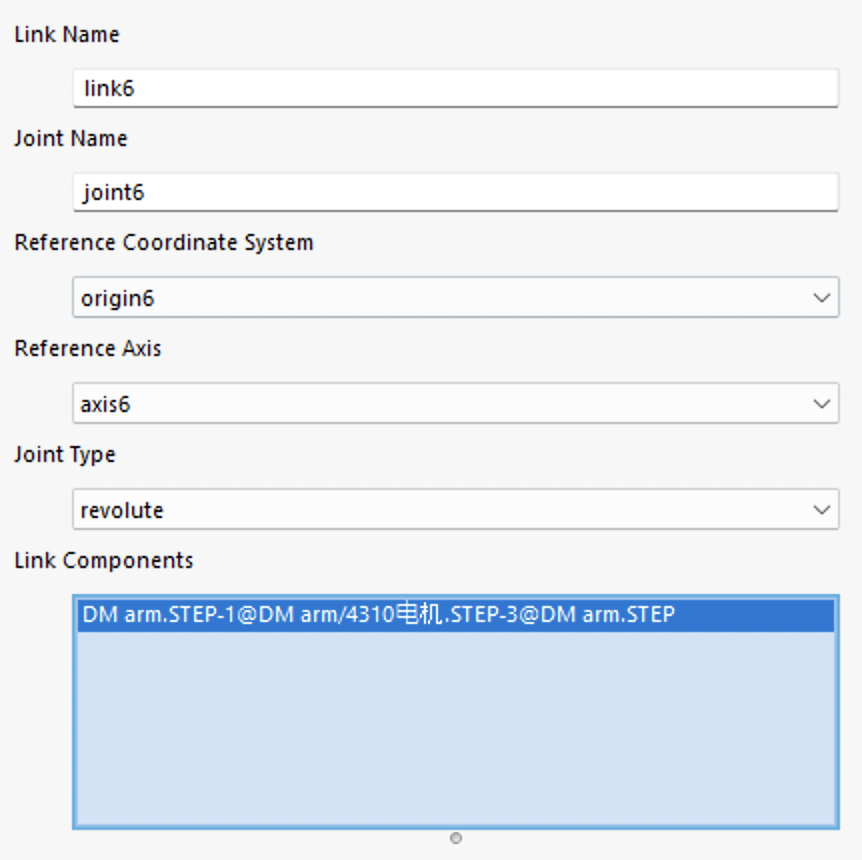 Link Name
link6
Joint Name
joint6
Reference Coordinate System
origin6
Reference Axis
axis6
Joint Type
revolute
Link Components
DM arm.STEP-1@DM arm/4310电机.STEP-3@DM arm.STEP